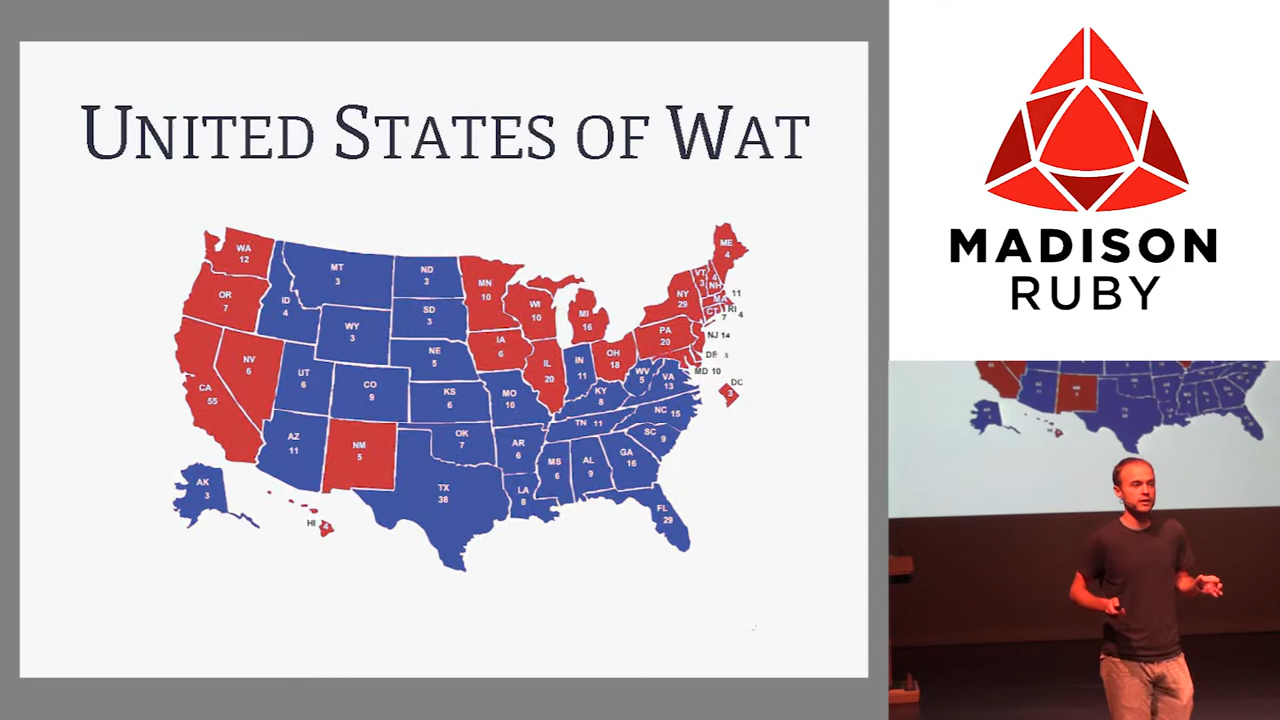 UNITED STATES OF WAT
MADISON
RUBY
WA
12
OR
7
CA
55
NV
6
ID
4
MT
3
WY
3
UT
6
CO
9
AZ
11
NM
5
ND
3
SD
3
NE
5
KS
6
OK
7
TX
38
MN
10
IA
6
MO
10
AR
6
LA
8
WI
10
IL
20
MI
16
IN
11
OH
18
KY
8
TN 11
MS
6
AL
9
GA
16
FL
29
SC
9
NC 15
VA
13
WV
5
PA
20
NY
29
VT
3
4
NH
ME
4
MA
11
CT
7
RI
4
NJ 14
DE 3
MD 10
DC
3
AK
3
HI 4